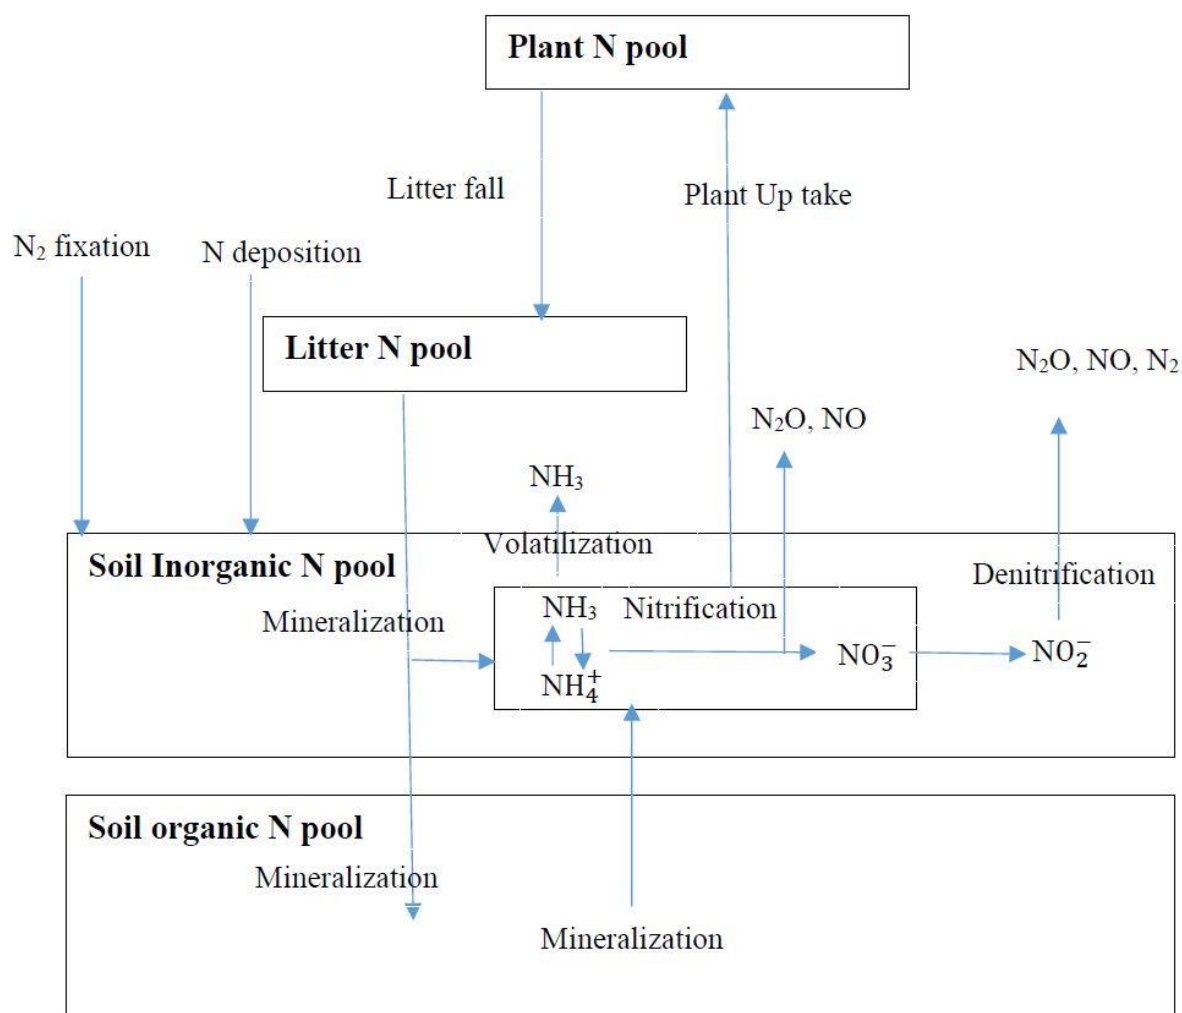 Plant N pool
Litter fall
Plant Up take
N₂ fixation
N deposition
Litter N pool
N₂O, NO, N₂
N₂O, NO
NH₃
Volatilization
Soil Inorganic N pool
Denitrification
NH₃
Nitrification
Mineralization
NO₃⁻
NO₂⁻
NH₄⁺
Soil organic N pool
Mineralization
Mineralization